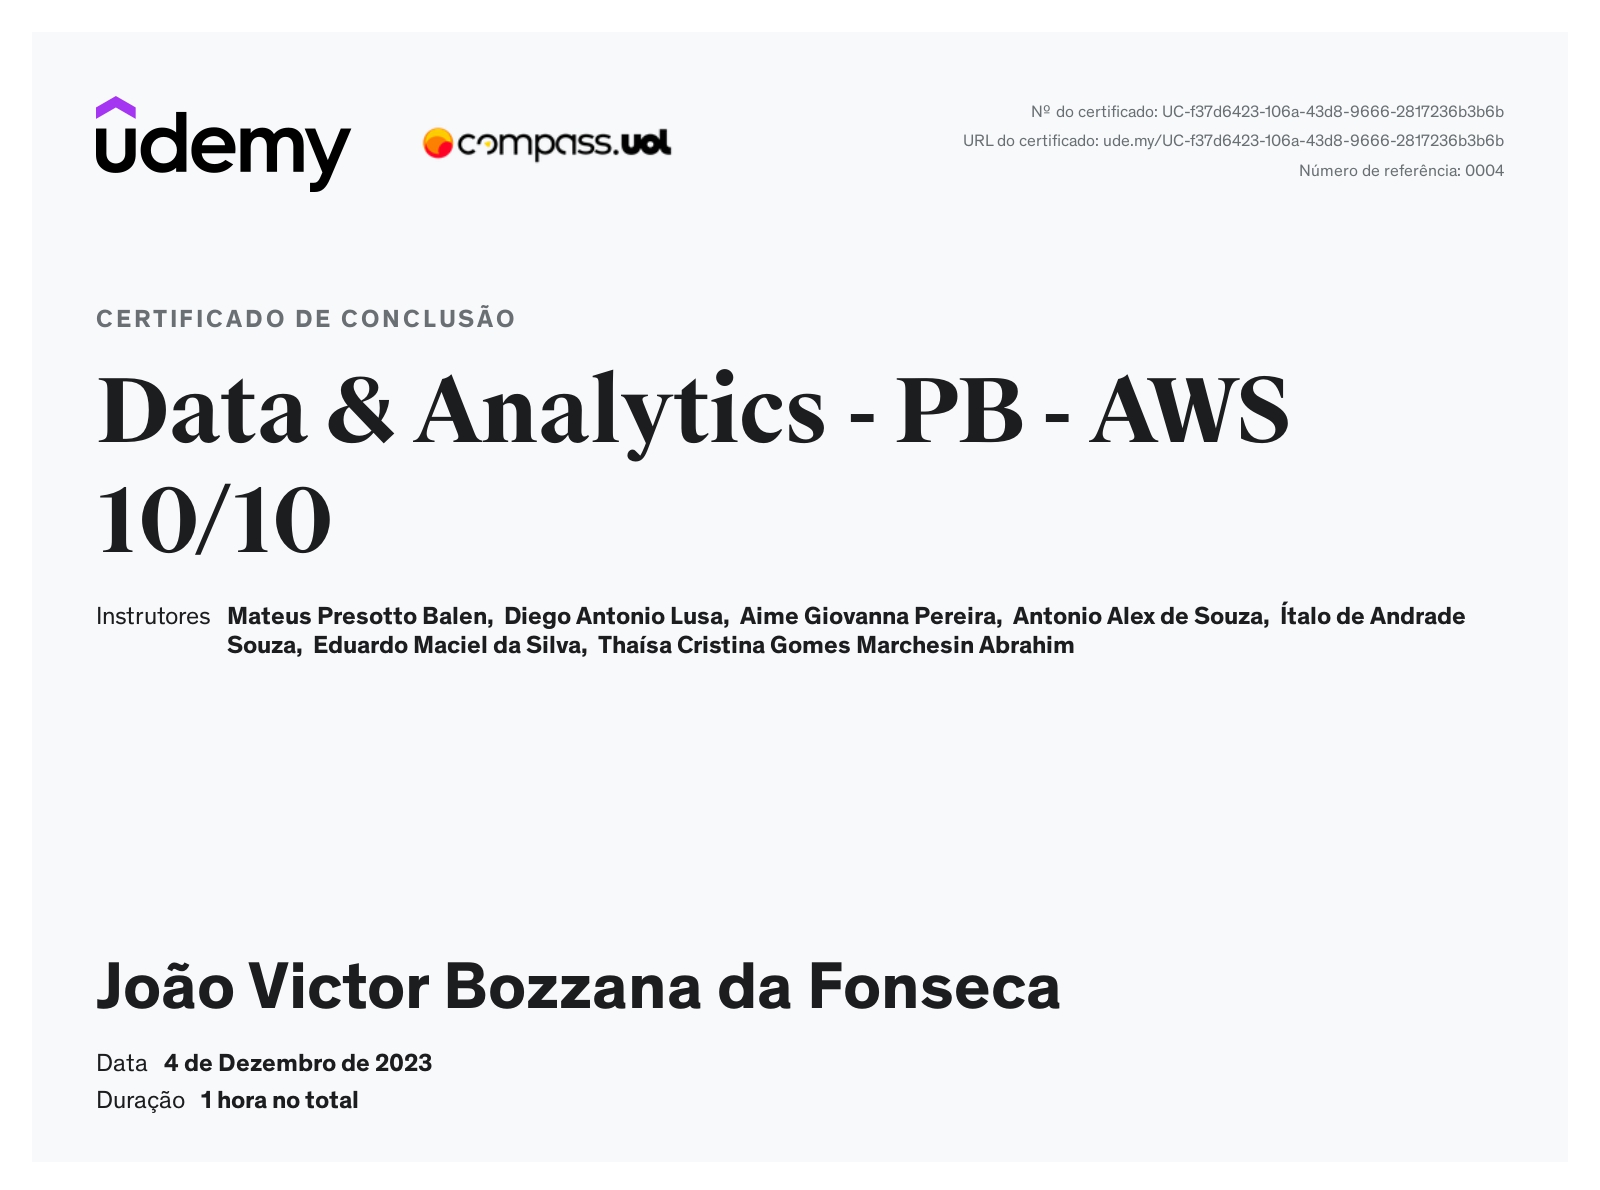 udemy
compass.uol
Nº do certificado: UC-f37d6423-106a-43d8-9666-2817236b3b6b
URL do certificado: ude.my/UC-f37d6423-106a-43d8-9666-2817236b3b6b
Número de referência: 0004
CERTIFICADO DE CONCLUSÃO
Data & Analytics - PB - AWS
10/10
Instrutores Mateus Presotto Balen, Diego Antonio Lusa, Aime Giovanna Pereira, Antonio Alex de Souza, Ítalo de Andrade
Souza, Eduardo Maciel da Silva, Thaísa Cristina Gomes Marchesin Abrahim
João Victor Bozzana da Fonseca
Data 4 de Dezembro de 2023
Duração 1 hora no total